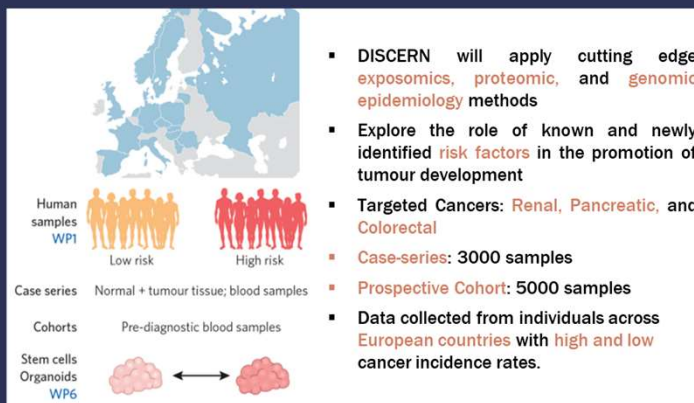 Human
samples
WP1
Low risk
High risk
Case series
Normal + tumour tissue; blood samples
Cohorts
Pre-diagnostic blood samples
Stem cells
Organoids
WP6
▪ DISCERN will apply cutting edge
exposomics, proteomic, and genomic
epidemiology methods
▪ Explore the role of known and newly
identified risk factors in the promotion of
tumour development
▪ Targeted Cancers: Renal, Pancreatic, and
Colorectal
▪ Case-series: 3000 samples
▪ Prospective Cohort: 5000 samples
▪ Data collected from individuals across
European countries with high and low
cancer incidence rates.